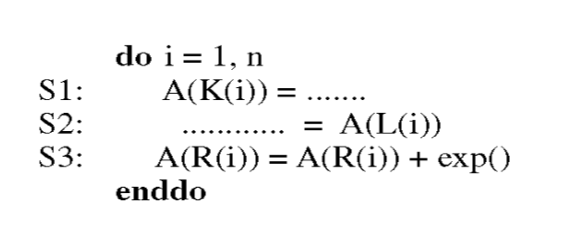 do i = 1, n
S1: A(K(i)) = .......
S2: ............ = A(L(i))
S3: A(R(i)) = A(R(i)) + exp()
enddo